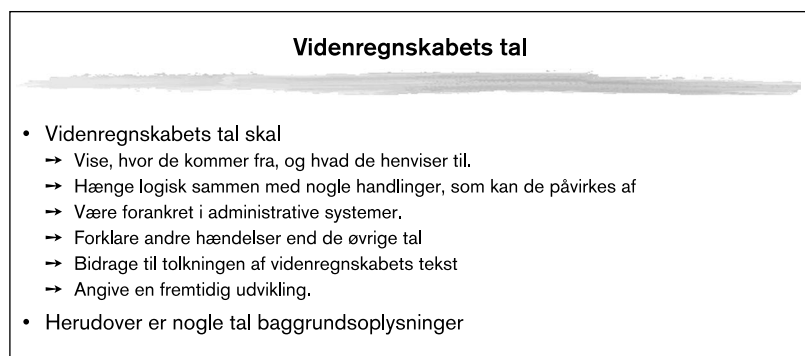 Videnregnskabets tal
• Videnregnskabets tal skal
→ Vise, hvor de kommer fra, og hvad de henviser til.
→ Hænge logisk sammen med nogle handlinger, som kan de påvirkes af
→ Være forankret i administrative systemer.
→ Forklare andre hændelser end de øvrige tal
→ Bidrage til tolkningen af videnregnskabets tekst
→ Angive en fremtidig udvikling.
• Herudover er nogle tal baggrundsoplysninger